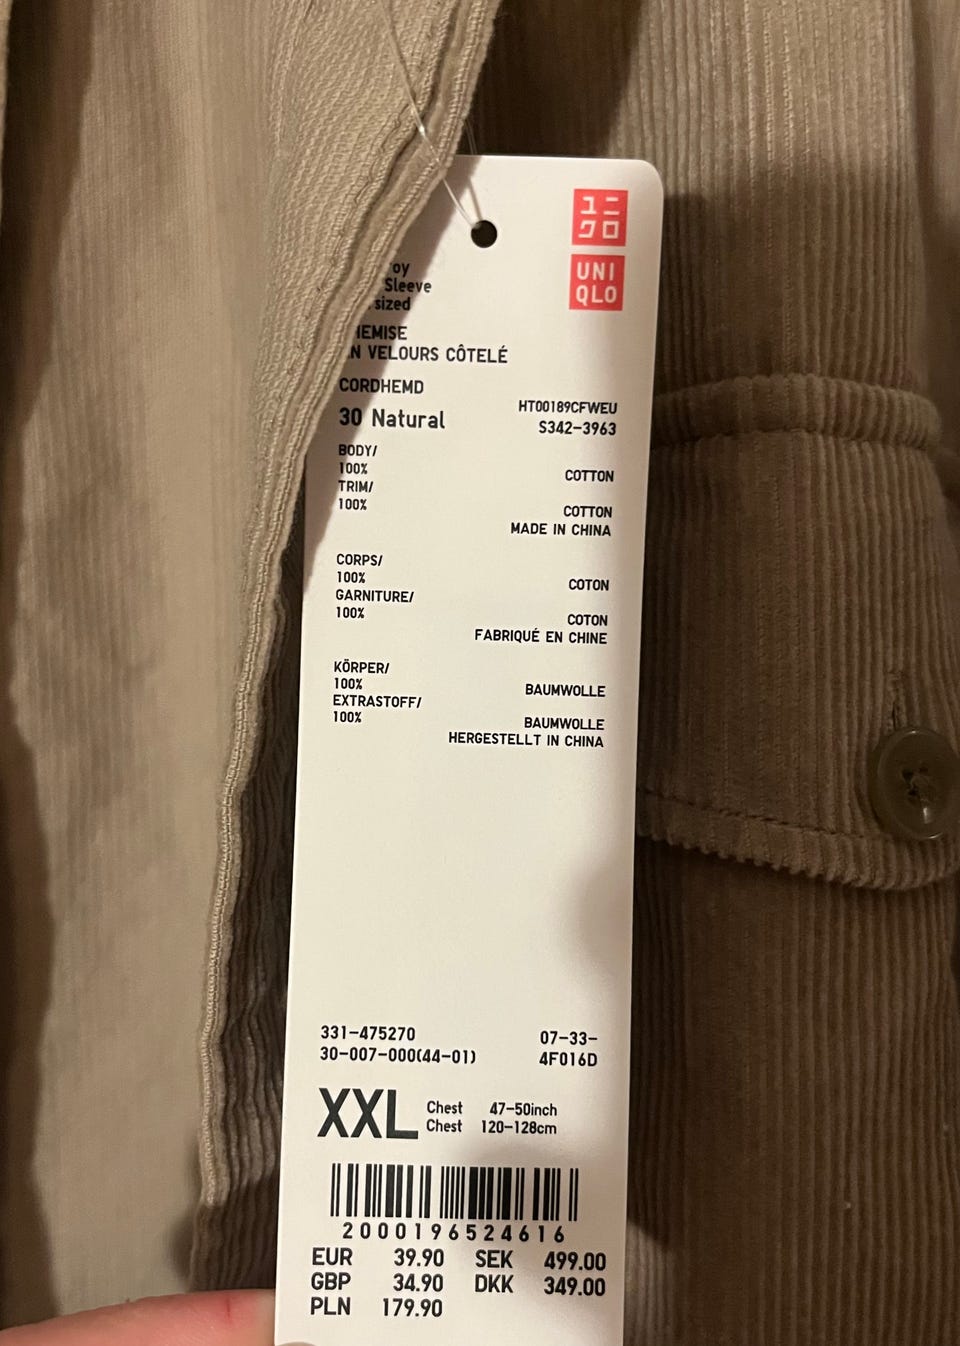 ユニ
クロ
UNI
QLO
Sleeve
VELOURS CÔTELÉ
CORDHEMD
30 Natural
HT00189CFWEU
S342-3963
BODY/
100% COTTON
TRIM/
100% COTTON
MADE IN CHINA
CORPS/
100% COTON
GARNITURE/
100% COTON
FABRIQUÉ EN CHINE
KÖRPER/
100% BAUMWOLLE
EXTRASTOFF/
100% BAUMWOLLE
HERGESTELLT IN CHINA
331-475270 07-33-
30-007-000(44-01) 4F016D
XXL
Chest 47-50inch
Chest 120-128cm
2000196524616
EUR 39.90 SEK 499.00
GBP 34.90 DKK 349.00
PLN 179.90